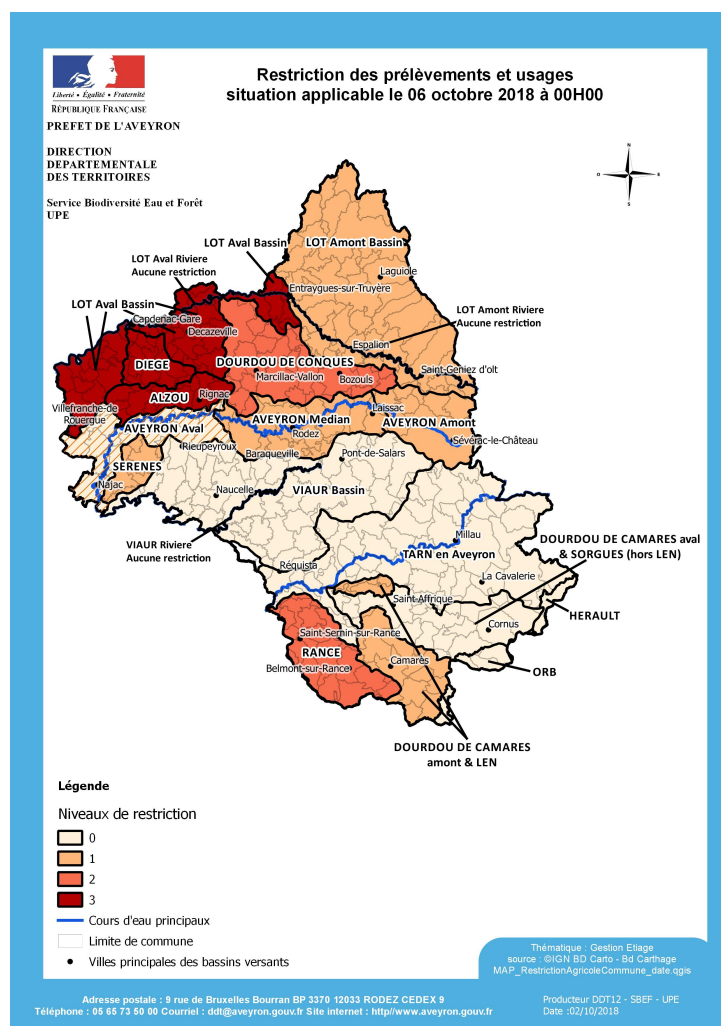 Restriction des prélèvements et usages
situation applicable le 06 octobre 2018 à 00H00
Liberté • Égalité • Fraternité
RÉPUBLIQUE FRANÇAISE
PREFET DE L'AVEYRON
DIRECTION
DEPARTEMENTALE
DES TERRITOIRES
Service Biodiversité Eau et Forêt
UPE
N
O
E
S
LOT Aval Bassin
LOT Amont Bassin
LOT Aval Riviere
Aucune restriction
Laguiole
Entraygues-sur-Truyère
LOT Aval Bassin
LOT Amont Riviere
Aucune restriction
Capdenac-Gare
Decazeville
Espalion
DIEGE
DOURDOU DE CONQUES
Saint-Geniez d'olt
Marcillac-Vallon
Bozouls
ALZOU
Rignac
Villefranche-de
Rouergue
Laissac
AVEYRON Aval
AVEYRON Médian
AVEYRON Amont
Rodez
Sévérac-le-Château
Rieupeyroux
Baraqueville
Pont-de-Salars
SERENES
Najac
Naucelle
VIAUR Bassin
VIAUR Riviere
Aucune restriction
Millau
DOURDOU DE CAMARES aval
& SORGUES (hors LEN)
TARN en Aveyron
Réquista
La Cavalerie
Saint-Affrique
HERAULT
Cornus
Saint-Sernin-sur-Rance
RANCE
Camarès
Belmont-sur-Rance
ORB
DOURDOU DE CAMARES
amont & LEN
Légende
Niveaux de restriction
0
1
2
3
Cours d'eau principaux
Limite de commune
Villes principales des bassins versants
Thématique : Gestion Etiage
source : ©IGN BD Carto - Bd Carthage
MAP_RestrictionAgricoleCommune_date.qgis
Adresse postale : 9 rue de Bruxelles Bourran BP 3370 12033 RODEZ CEDEX 9
Téléphone : 05 65 73 50 00 Courriel : ddt@aveyron.gouv.fr Site internet : http//www.aveyron.gouv.fr
Producteur DDT12 - SBEF - UPE
Date :02/10/2018